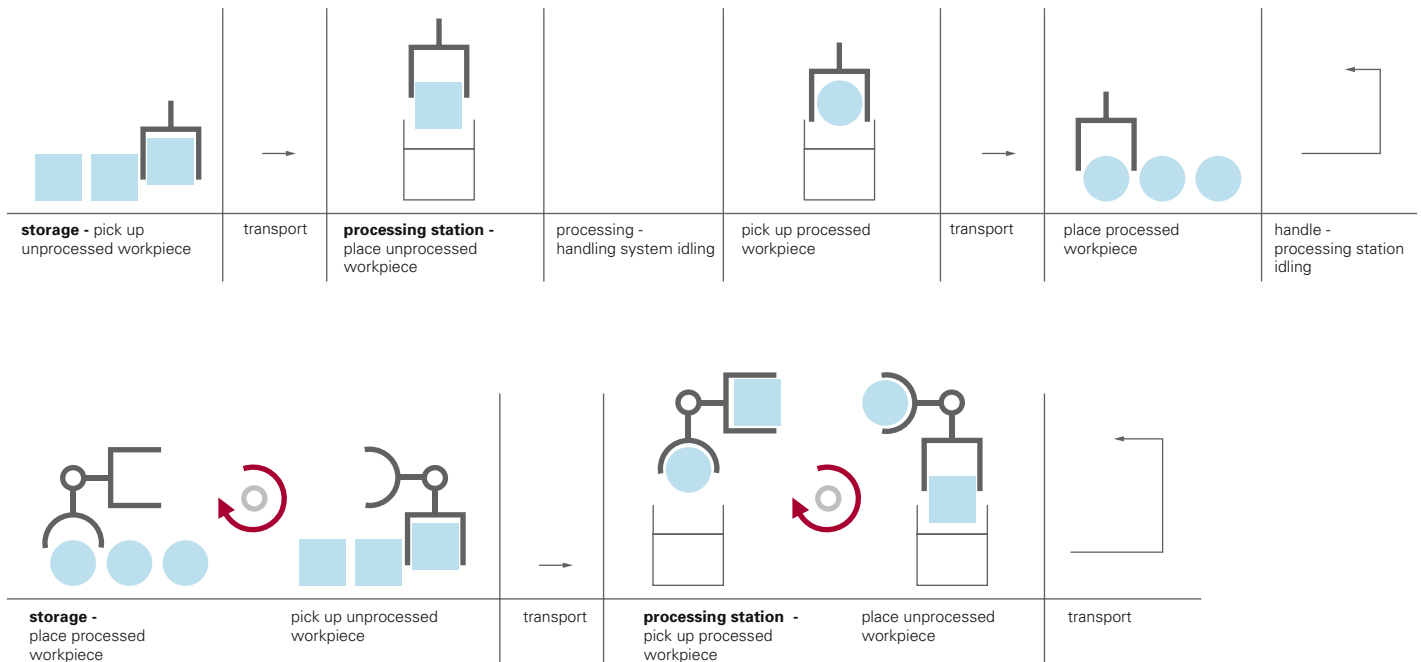 storage - pick up
unprocessed workpiece
transport
processing station -
place unprocessed
workpiece
processing -
handling system idling
pick up processed
workpiece
transport
place processed
workpiece
handle -
processing station
idling
storage -
place processed
workpiece
pick up unprocessed
workpiece
transport
processing station -
pick up processed
workpiece
place unprocessed
workpiece
transport